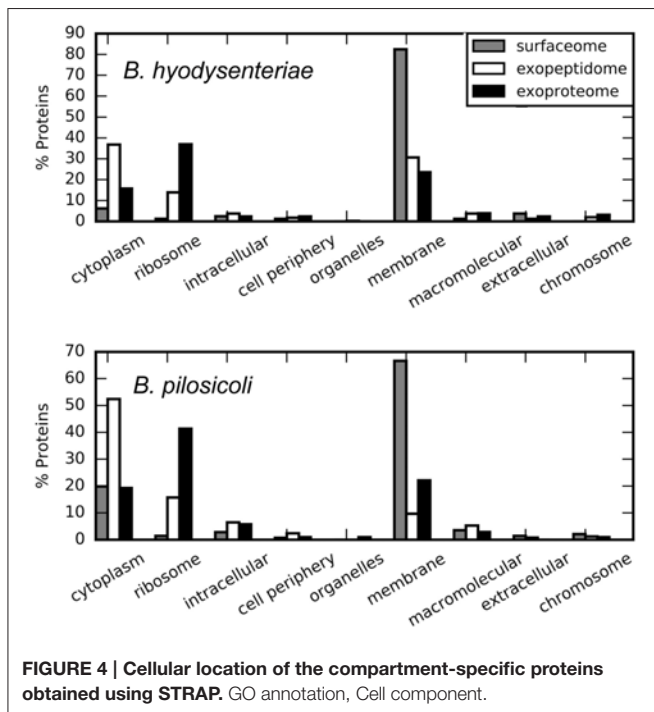 90
80
70
60
50
40
30
20
10
0
% Proteins
B. hyodysenteriae
surfaceome
exopeptidome
exoproteome
cytoplasm
ribosome
intracellular
cell periphery
organelles
membrane
macromolecular
extracellular
chromosome
70
60
50
40
30
20
10
0
% Proteins
B. pilosicoli
cytoplasm
ribosome
intracellular
cell periphery
organelles
membrane
macromolecular
extracellular
chromosome
FIGURE 4 | Cellular location of the compartment-specific proteins
obtained using STRAP. GO annotation, Cell component.